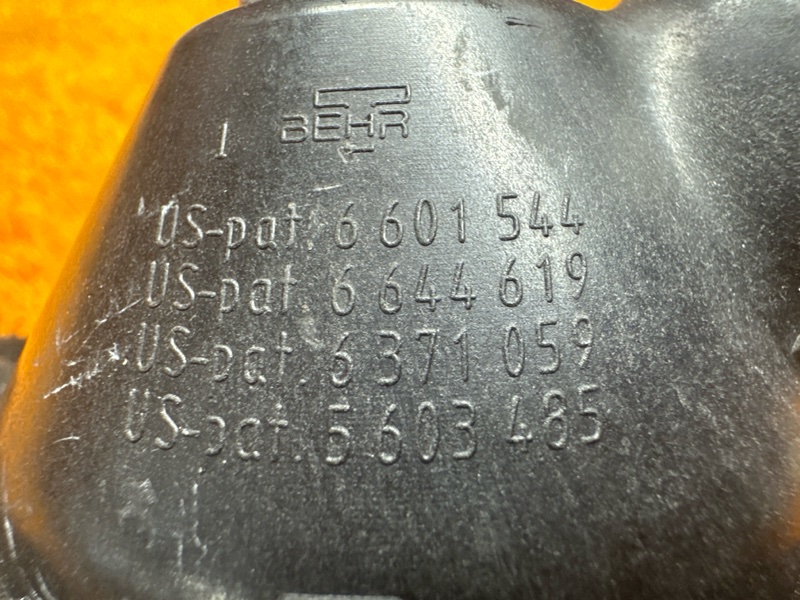 BEHR
1
US-pat. 6 601 544
US-pat. 6 644 619
US-pat. 6 371 059
US-pat. 5 603 485